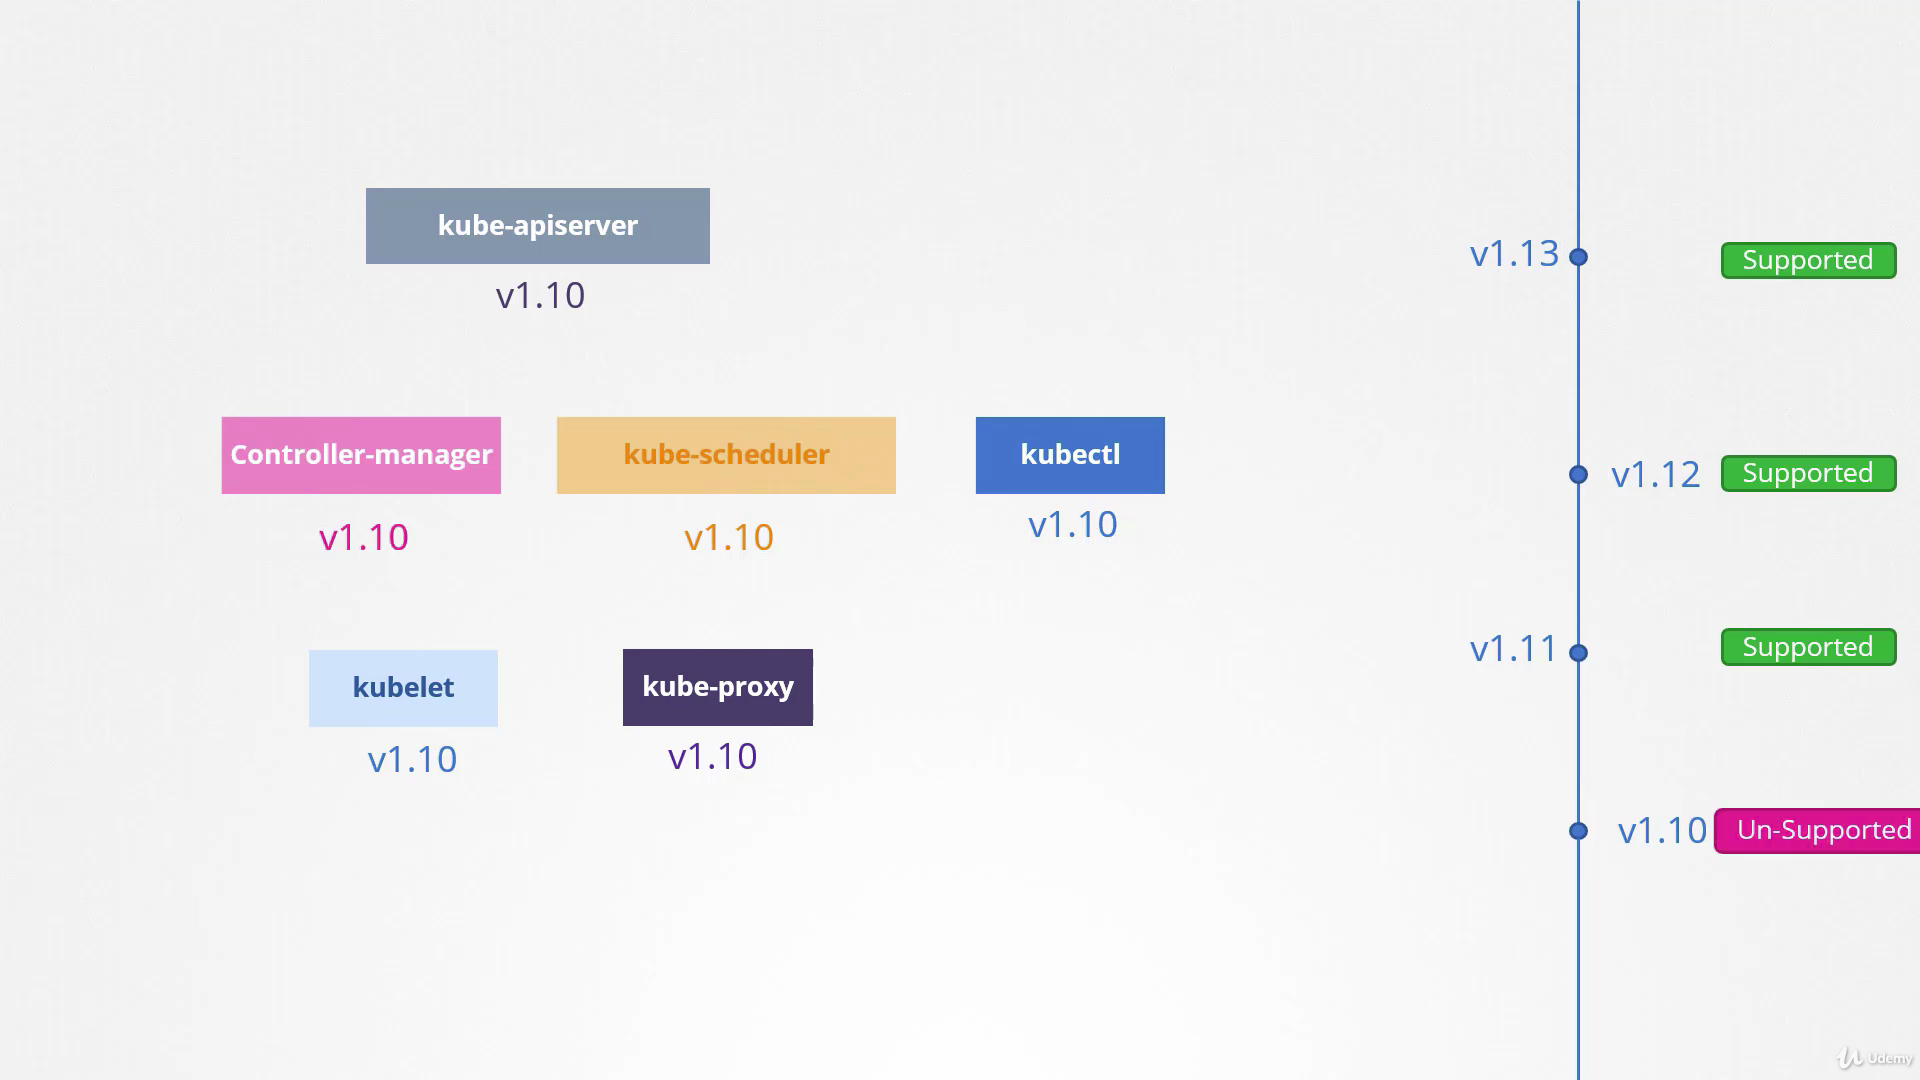 kube-apiserver
v1.10
Controller-manager
v1.10
kube-scheduler
v1.10
kubectl
v1.10
kubelet
v1.10
kube-proxy
v1.10
v1.13
Supported
v1.12
Supported
v1.11
Supported
v1.10
Un-Supported
Udemy